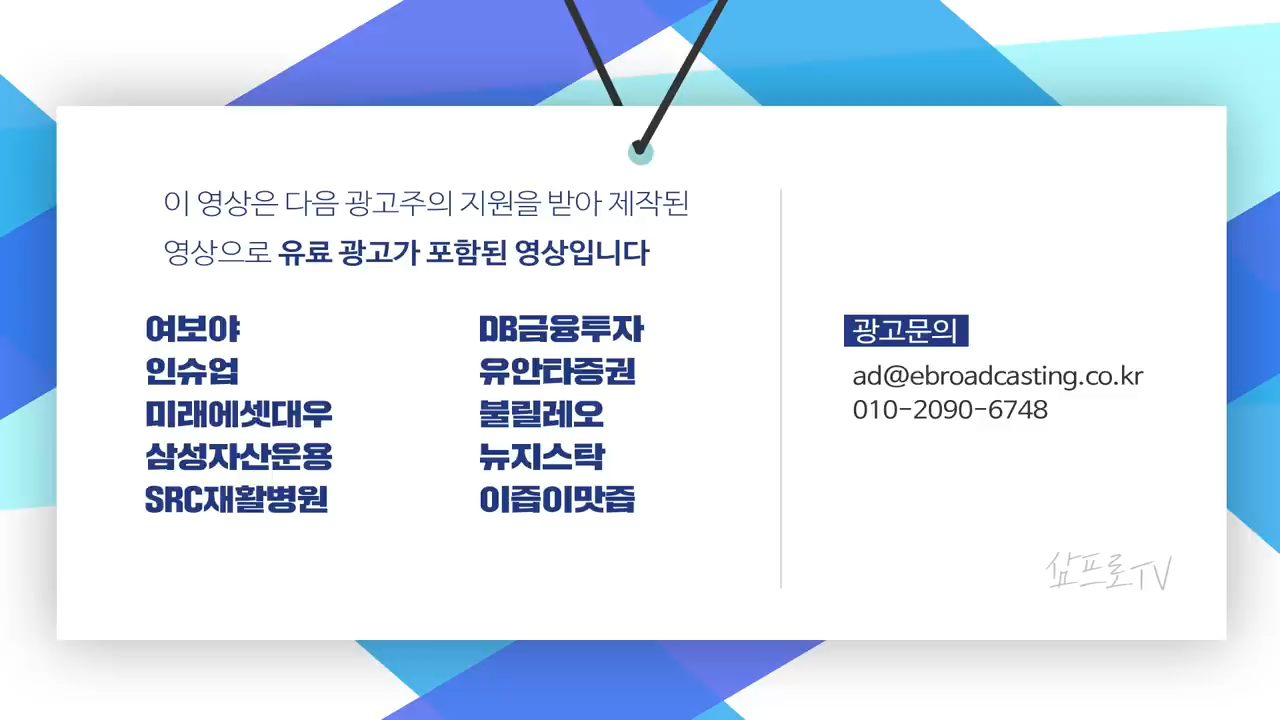 이 영상은 다음 광고주의 지원을 받아 제작된
영상으로 유료 광고가 포함된 영상입니다
여보야
인슈업
미래에셋대우
삼성자산운용
SRC재활병원
DB금융투자
유안타증권
불릴레오
뉴지스탁
이즙이맛즙
광고문의
ad@ebroadcasting.co.kr
010-2090-6748
삼프로TV